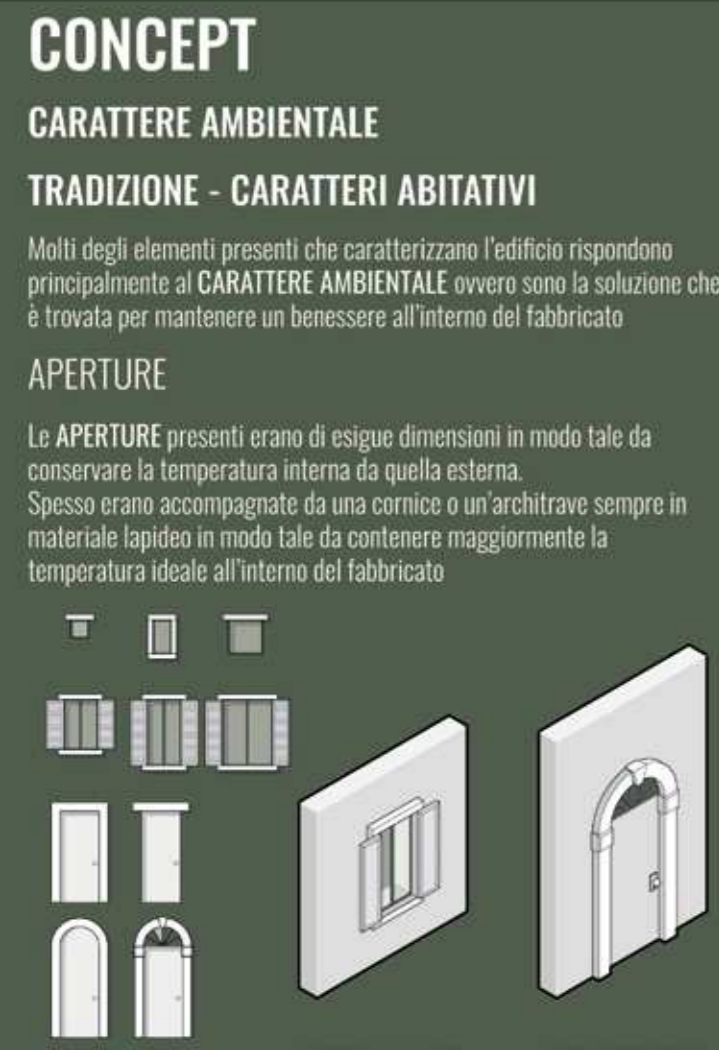 CONCEPT
CARATTERE AMBIENTALE
TRADIZIONE - CARATTERI ABITATIVI
Molti degli elementi presenti che caratterizzano l'edificio rispondono
principalmente al CARATTERE AMBIENTALE ovvero sono la soluzione che
è trovata per mantenere un benessere all'interno del fabbricato
APERTURE
Le APERTURE presenti erano di esigue dimensioni in modo tale da
conservare la temperatura interna da quella esterna.
Spesso erano accompagnate da una cornice o un'architrave sempre in
materiale lapideo in modo tale da contenere maggiormente la
temperatura ideale all'interno del fabbricato